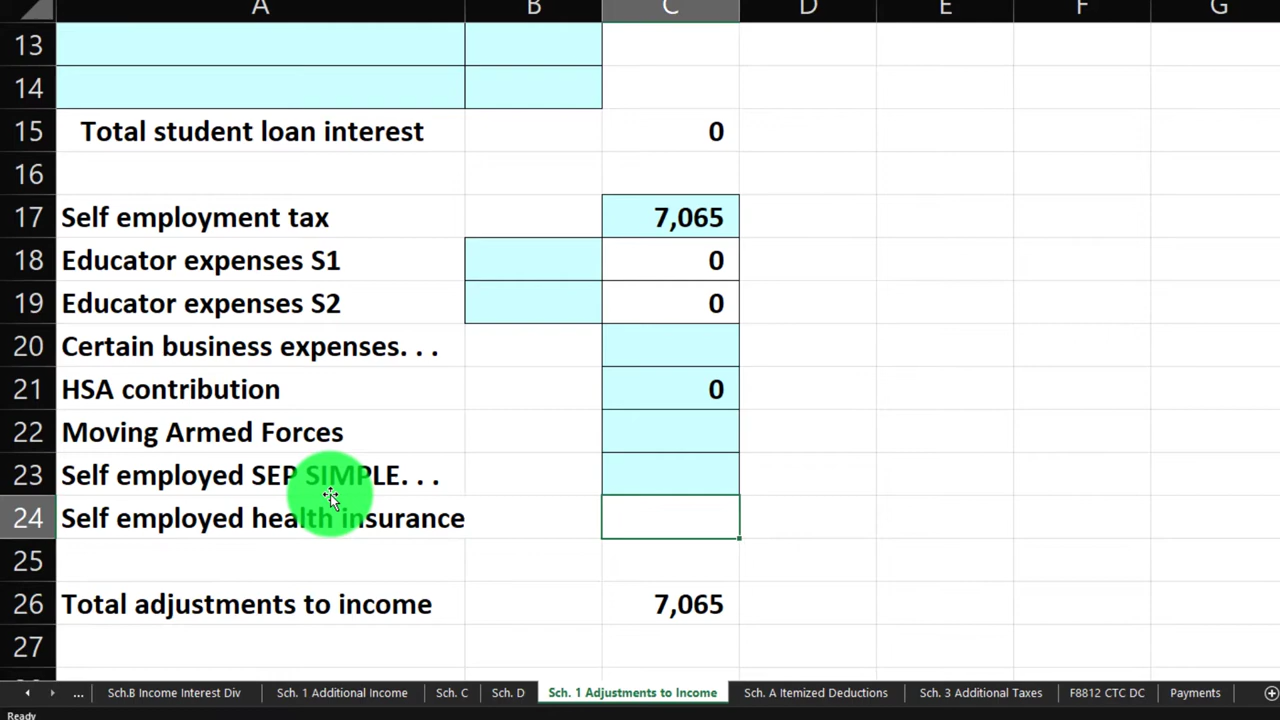 A B C D E F G
13
14
15 Total student loan interest 0
16
17 Self employment tax 7,065
18 Educator expenses S1 0
19 Educator expenses S2 0
20 Certain business expenses. . .
21 HSA contribution 0
22 Moving Armed Forces
23 Self employed SEP SIMPLE. . .
24 Self employed health insurance
25
26 Total adjustments to income 7,065
27
... Sch.B Income Interest Div Sch. 1 Additional Income Sch. C Sch. D Sch. 1 Adjustments to Income Sch. A Itemized Deductions Sch. 3 Additional Taxes F8812 CTC DC Payments
Ready